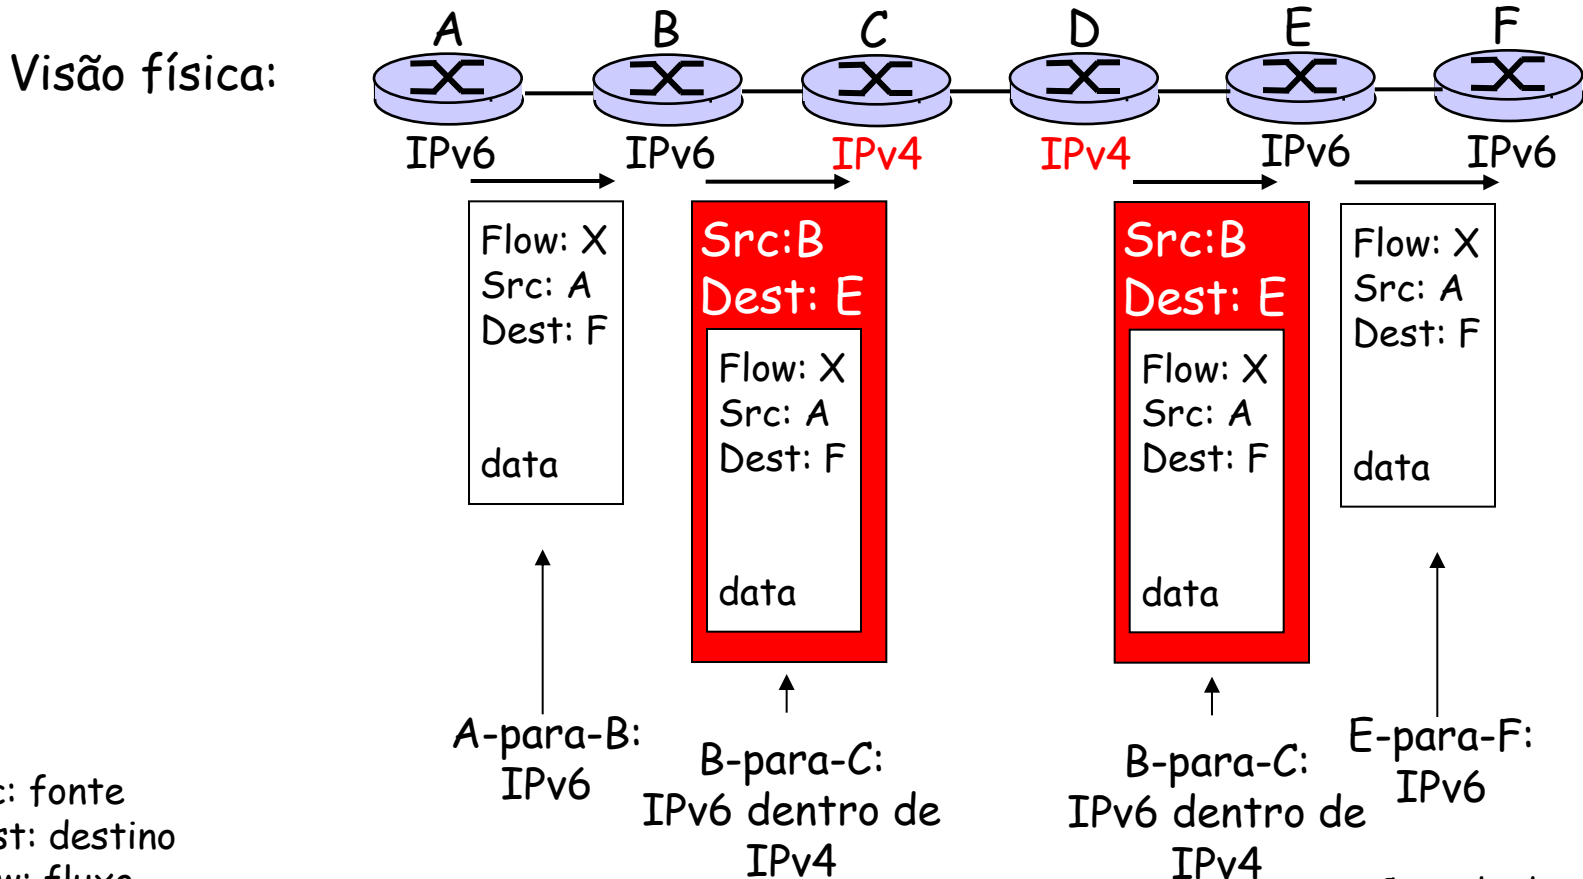 A B C D E F
Visão física:
IPv6 IPv6 IPv4 IPv4 IPv6 IPv6
Flow: X
Src: A
Dest: F
data
Src:B
Dest: E
Flow: X
Src: A
Dest: F
data
Src:B
Dest: E
Flow: X
Src: A
Dest: F
data
Flow: X
Src: A
Dest: F
data
A-para-B:
IPv6
B-para-C:
IPv6 dentro de
IPv4
B-para-C:
IPv6 dentro de
IPv4
E-para-F:
IPv6
c: fonte
st: destino
w: fluxo